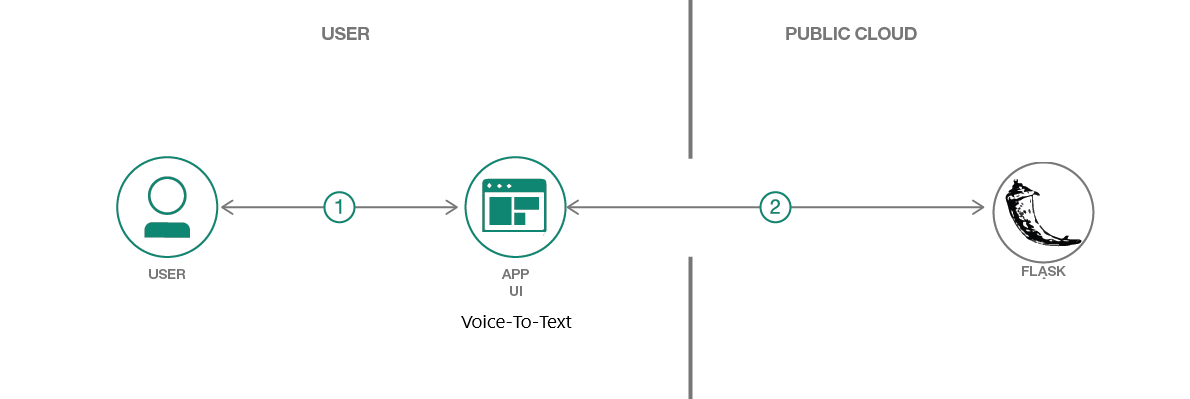 USER
PUBLIC CLOUD
1
2
USER
APP
UI
FLASK
Voice-To-Text